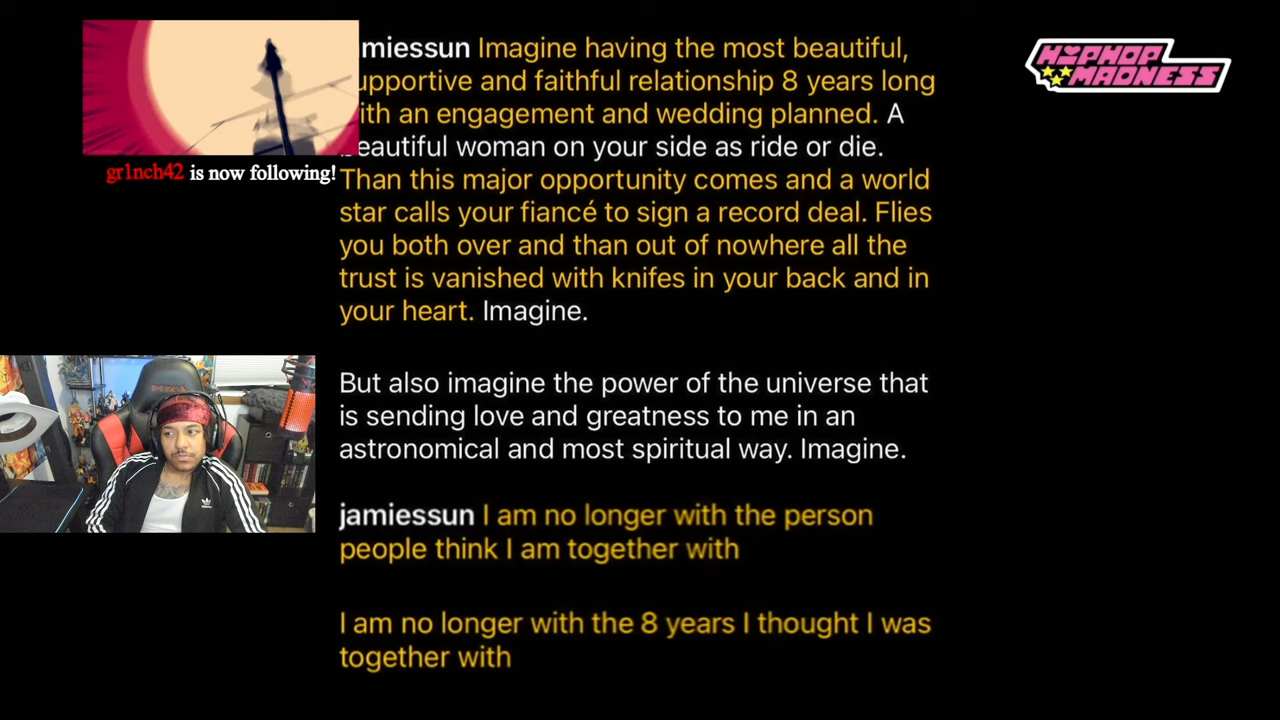 miessun Imagine having the most beautiful,
upportive and faithful relationship 8 years long
ith an engagement and wedding planned. A
eautiful woman on your side as ride or die.
Than this major opportunity comes and a world
star calls your fiancé to sign a record deal. Flies
you both over and than out of nowhere all the
trust is vanished with knifes in your back and in
your heart. Imagine.
But also imagine the power of the universe that
is sending love and greatness to me in an
astronomical and most spiritual way. Imagine.
jamiessun I am no longer with the person
people think I am together with
I am no longer with the 8 years I thought I was
together with
gr1nch42 is now following!
HIPHOP
MADNESS